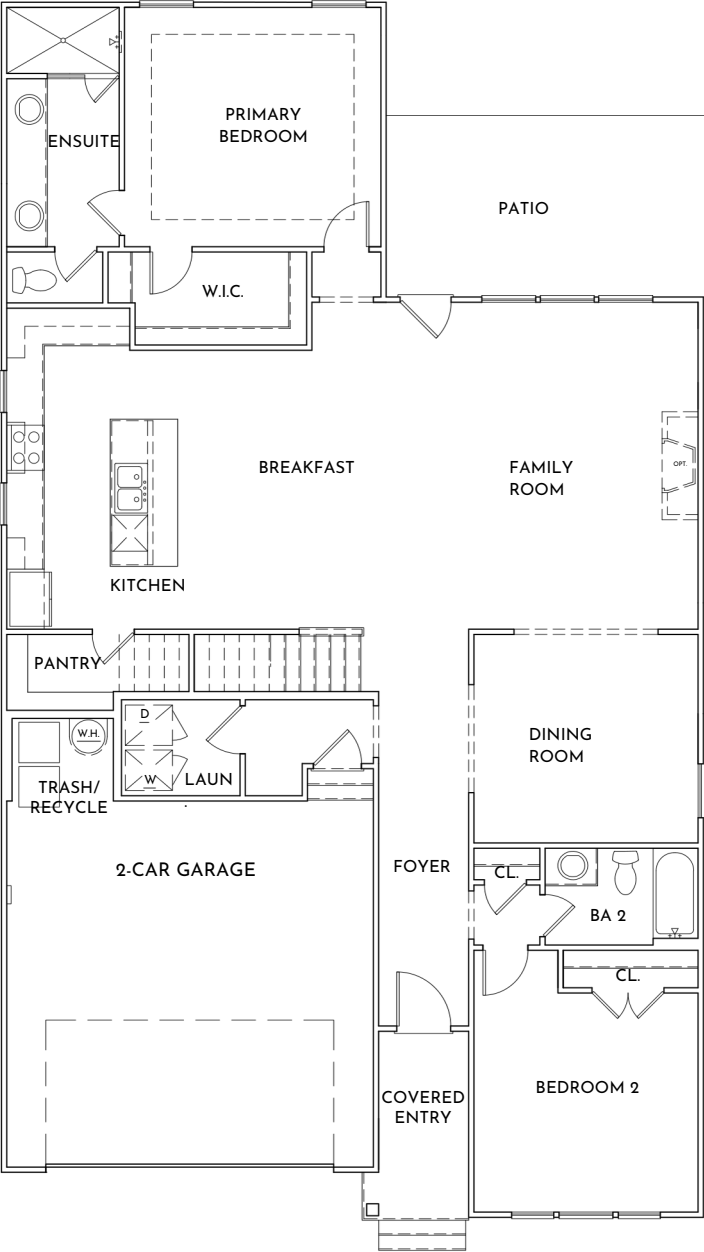 PRIMARY
BEDROOM
ENSUITE
PATIO
W.I.C.
BREAKFAST
FAMILY
ROOM
OPT.
KITCHEN
PANTRY
D
W.H.
W
LAUN
TRASH/
RECYCLE
DINING
ROOM
2-CAR GARAGE
FOYER
CL.
BA 2
CL.
COVERED
ENTRY
BEDROOM 2